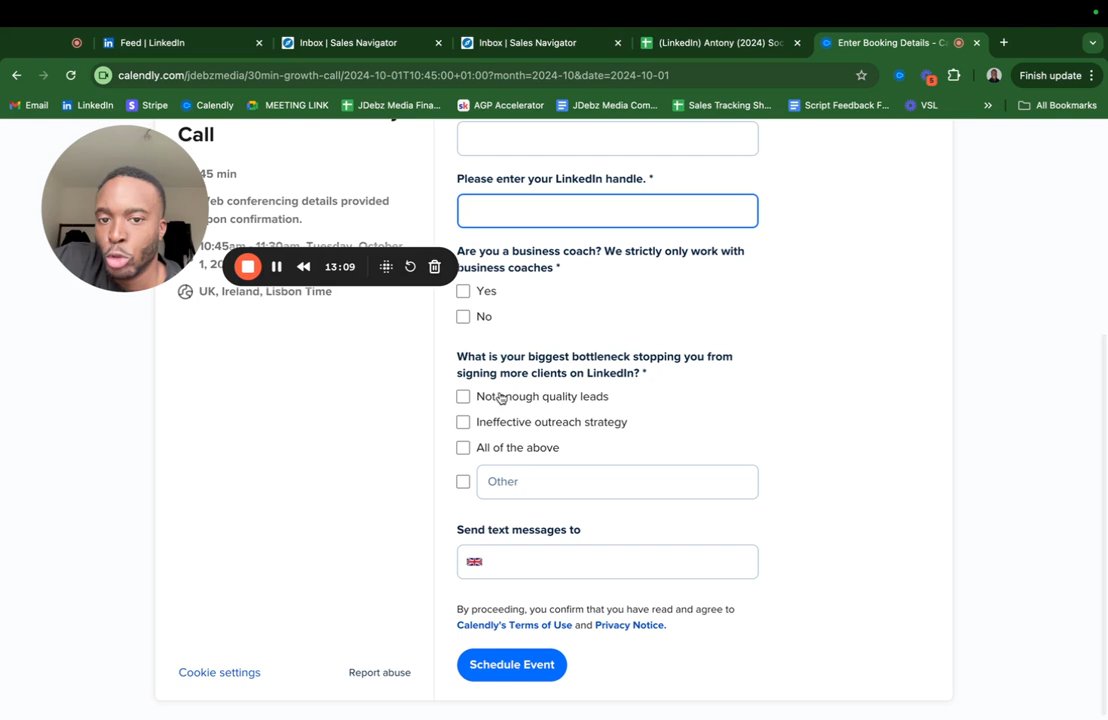 Feed | LinkedIn
Inbox | Sales Navigator
Inbox | Sales Navigator
(LinkedIn) Antony (2024) Soc
Enter Booking Details - C
calendly.com/jdebzmedia/30min-growth-call/2024-10-01T10:45:00+01:00?month=2024-10&date=2024-10-01
Finish update
Email
LinkedIn
Stripe
Calendly
MEETING LINK
JDebz Media Fina...
AGP Accelerator
JDebz Media Com...
Sales Tracking Sh...
Script Feedback F...
VSL
»
All Bookmarks
Call
45 min
Web conferencing details provided
upon confirmation.
10:45am - 11:30am, Tuesday, October
1, 20
UK, Ireland, Lisbon Time
13:09
Please enter your LinkedIn handle. *
Are you a business coach? We strictly only work with
business coaches *
Yes
No
What is your biggest bottleneck stopping you from
signing more clients on LinkedIn? *
Not enough quality leads
Ineffective outreach strategy
All of the above
Other
Send text messages to
By proceeding, you confirm that you have read and agree to
Calendly's Terms of Use and Privacy Notice.
Schedule Event
Cookie settings
Report abuse